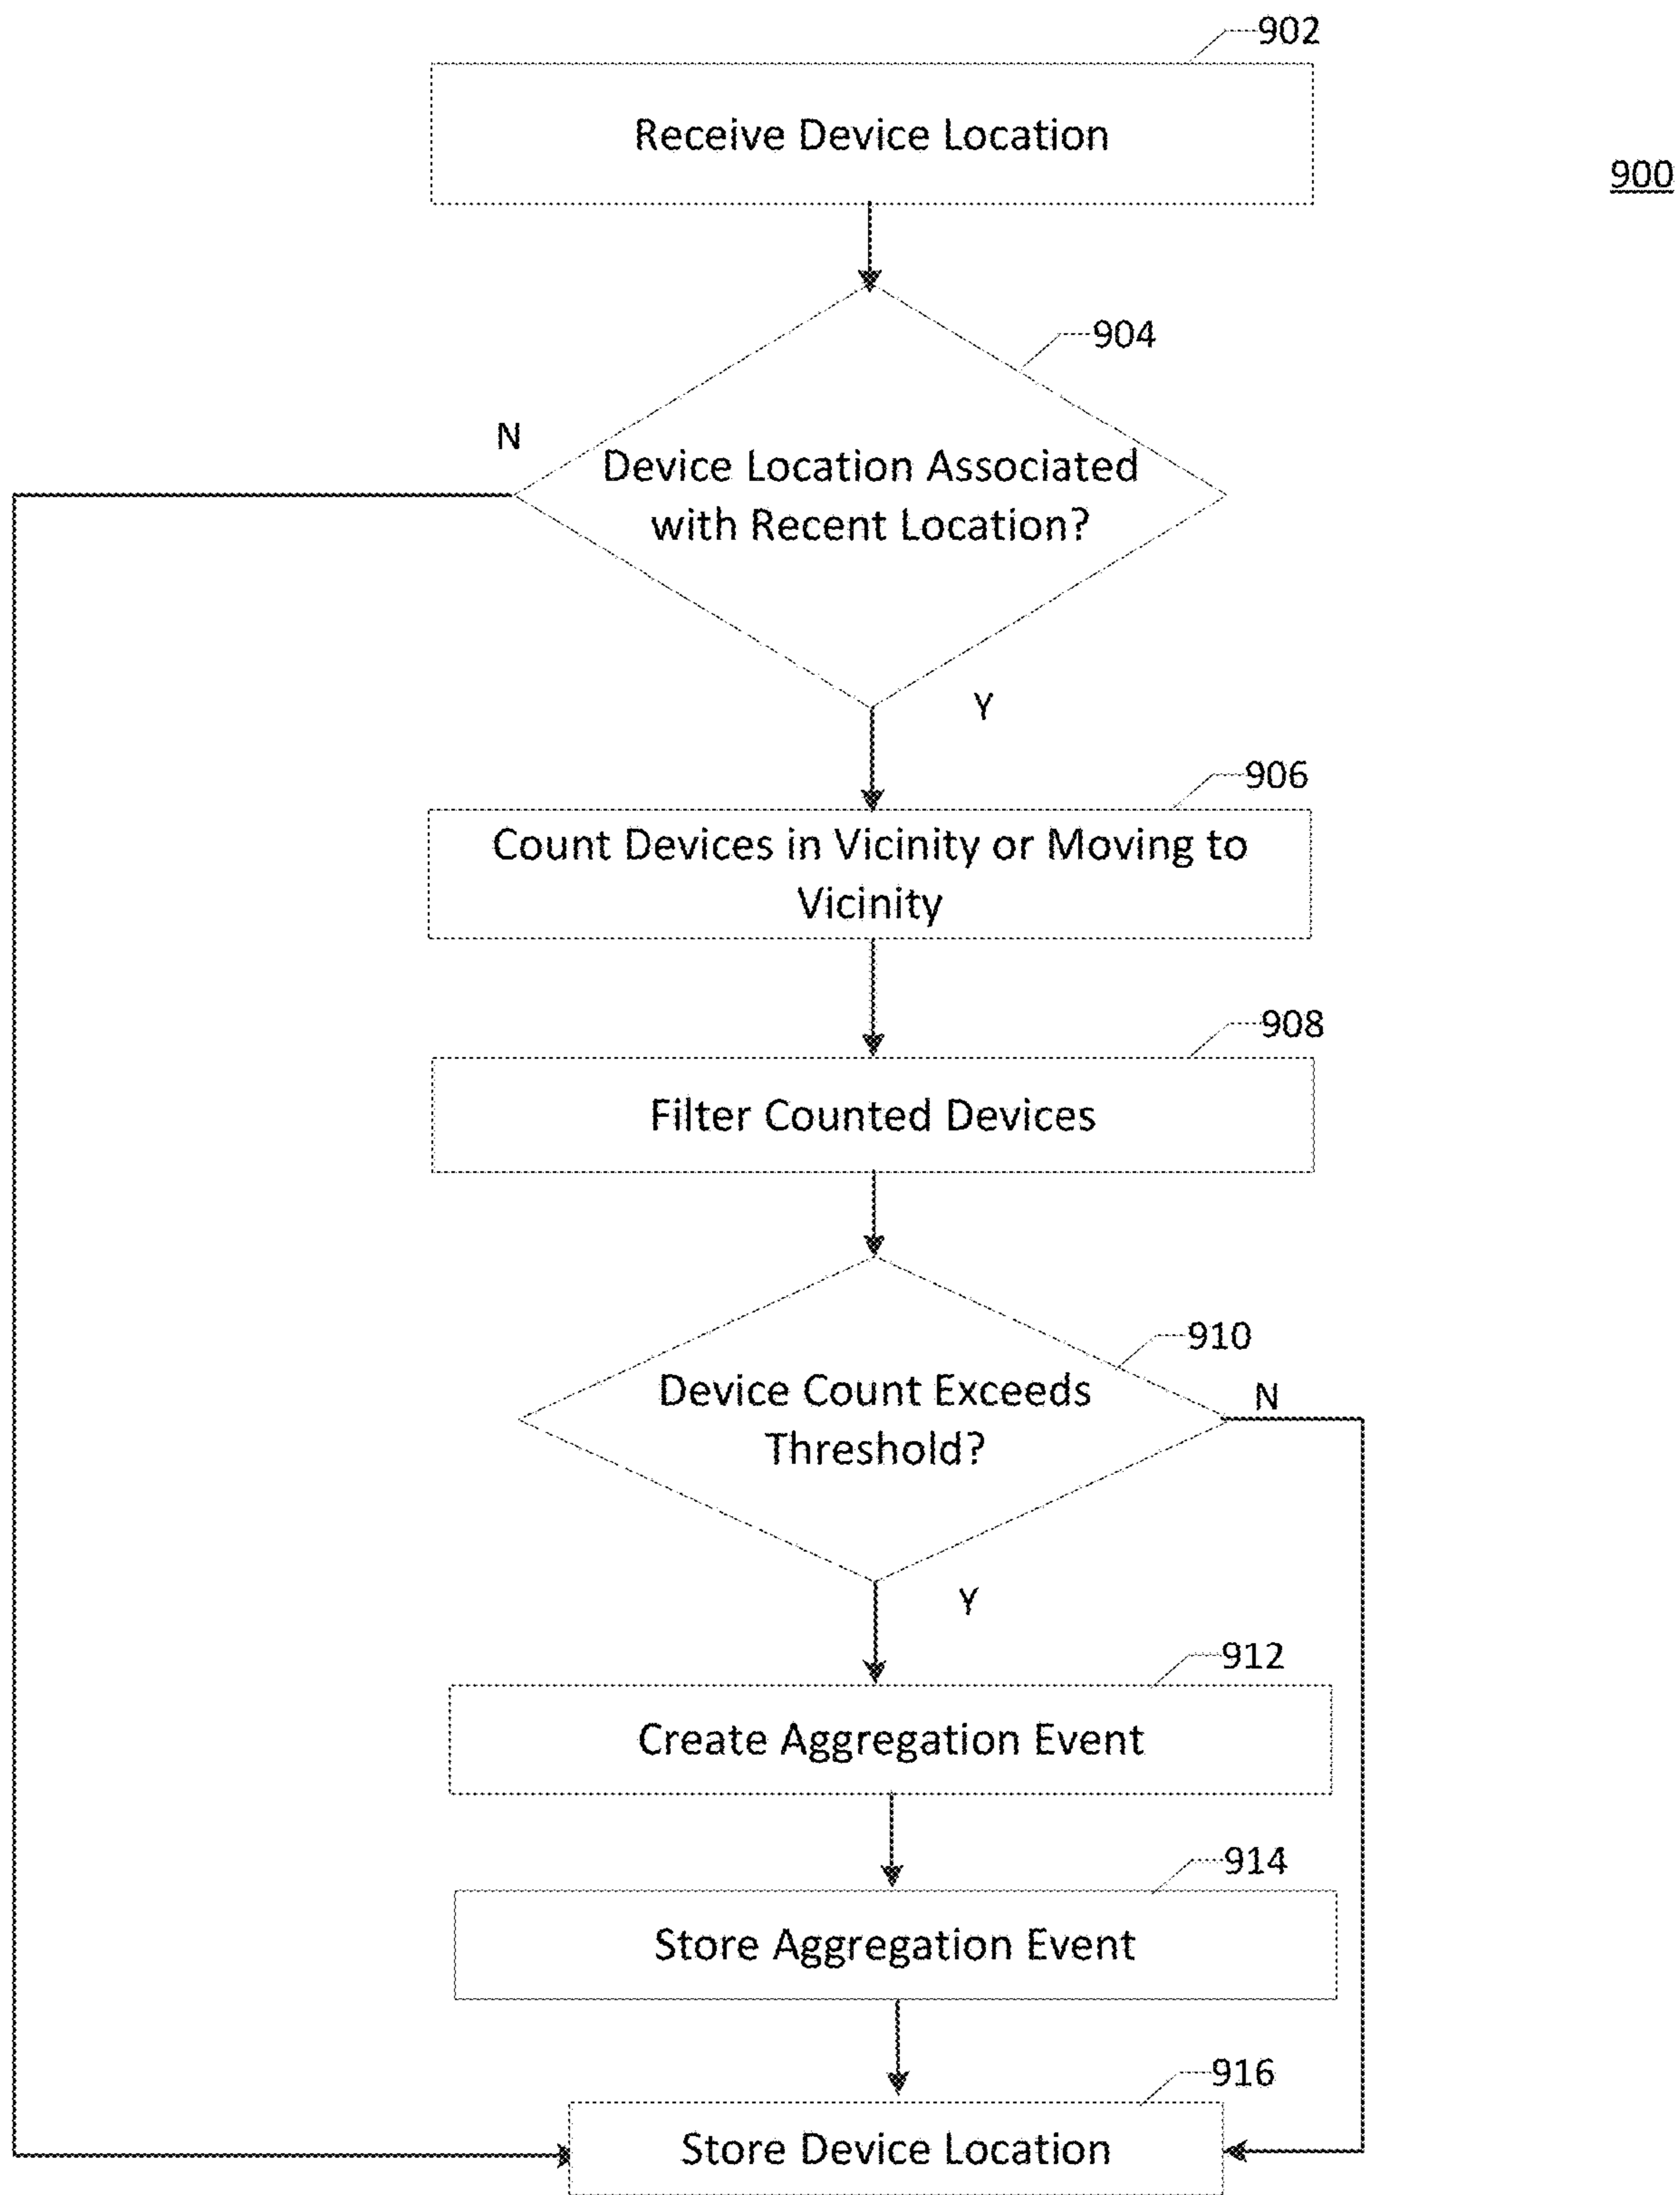 902
Receive Device Location
900
904
N
Device Location Associated
with Recent Location?
Y
906
Count Devices in Vicinity or Moving to
Vicinity
908
Filter Counted Devices
910
Device Count Exceeds
N
Threshold?
Y
912
Create Aggregation Event
914
Store Aggregation Event
916
Store Device Location